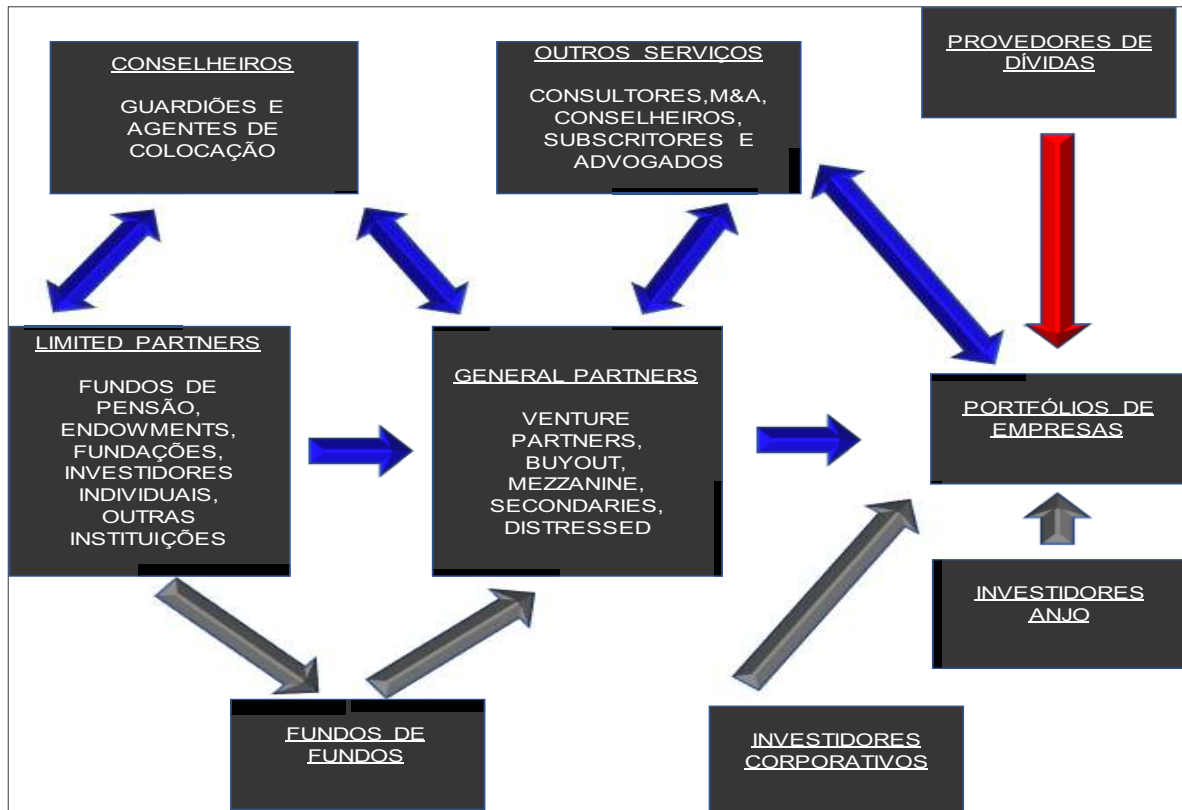 CONSELHEIROS
GUARDIÕES E
AGENTES DE
COLOCAÇÃO
OUTROS SERVIÇOS
CONSULTORES,M&A,
CONSELHEIROS,
SUBSCRITORES E
ADVOGADOS
PROVEDORES DE
DÍVIDAS
LIMITED PARTNERS
FUNDOS DE
PENSÃO,
ENDOWMENTS,
FUNDAÇÕES,
INVESTIDORES
INDIVIDUAIS,
OUTRAS
INSTITUIÇÕES
GENERAL PARTNERS
VENTURE
PARTNERS,
BUYOUT,
MEZZANINE,
SECONDARIES,
DISTRESSED
PORTFÓLIOS DE
EMPRESAS
INVESTIDORES
ANJO
FUNDOS DE
FUNDOS
INVESTIDORES
CORPORATIVOS